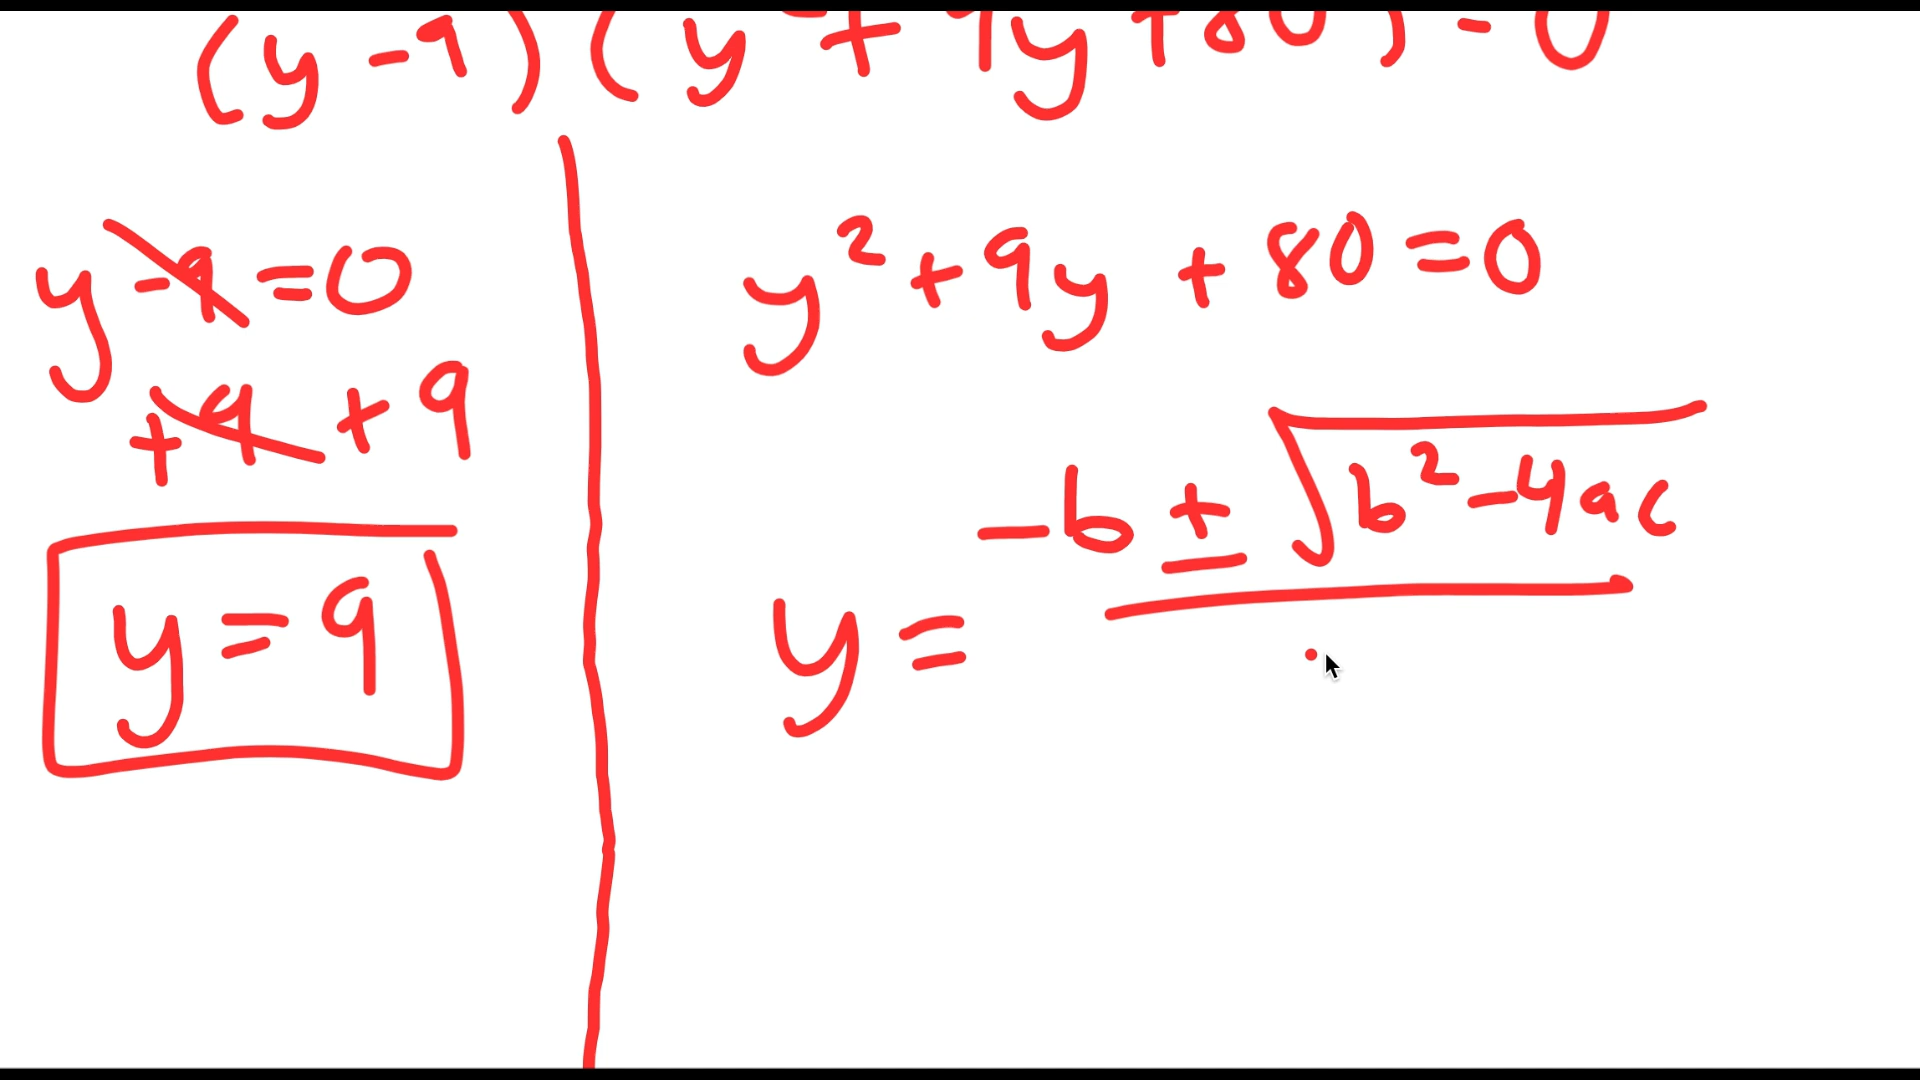 (y-9)(y²+9y+80)=0
y-9=0
+9 +9
y=9
y²+9y+80=0
y= -b±√b²-4ac